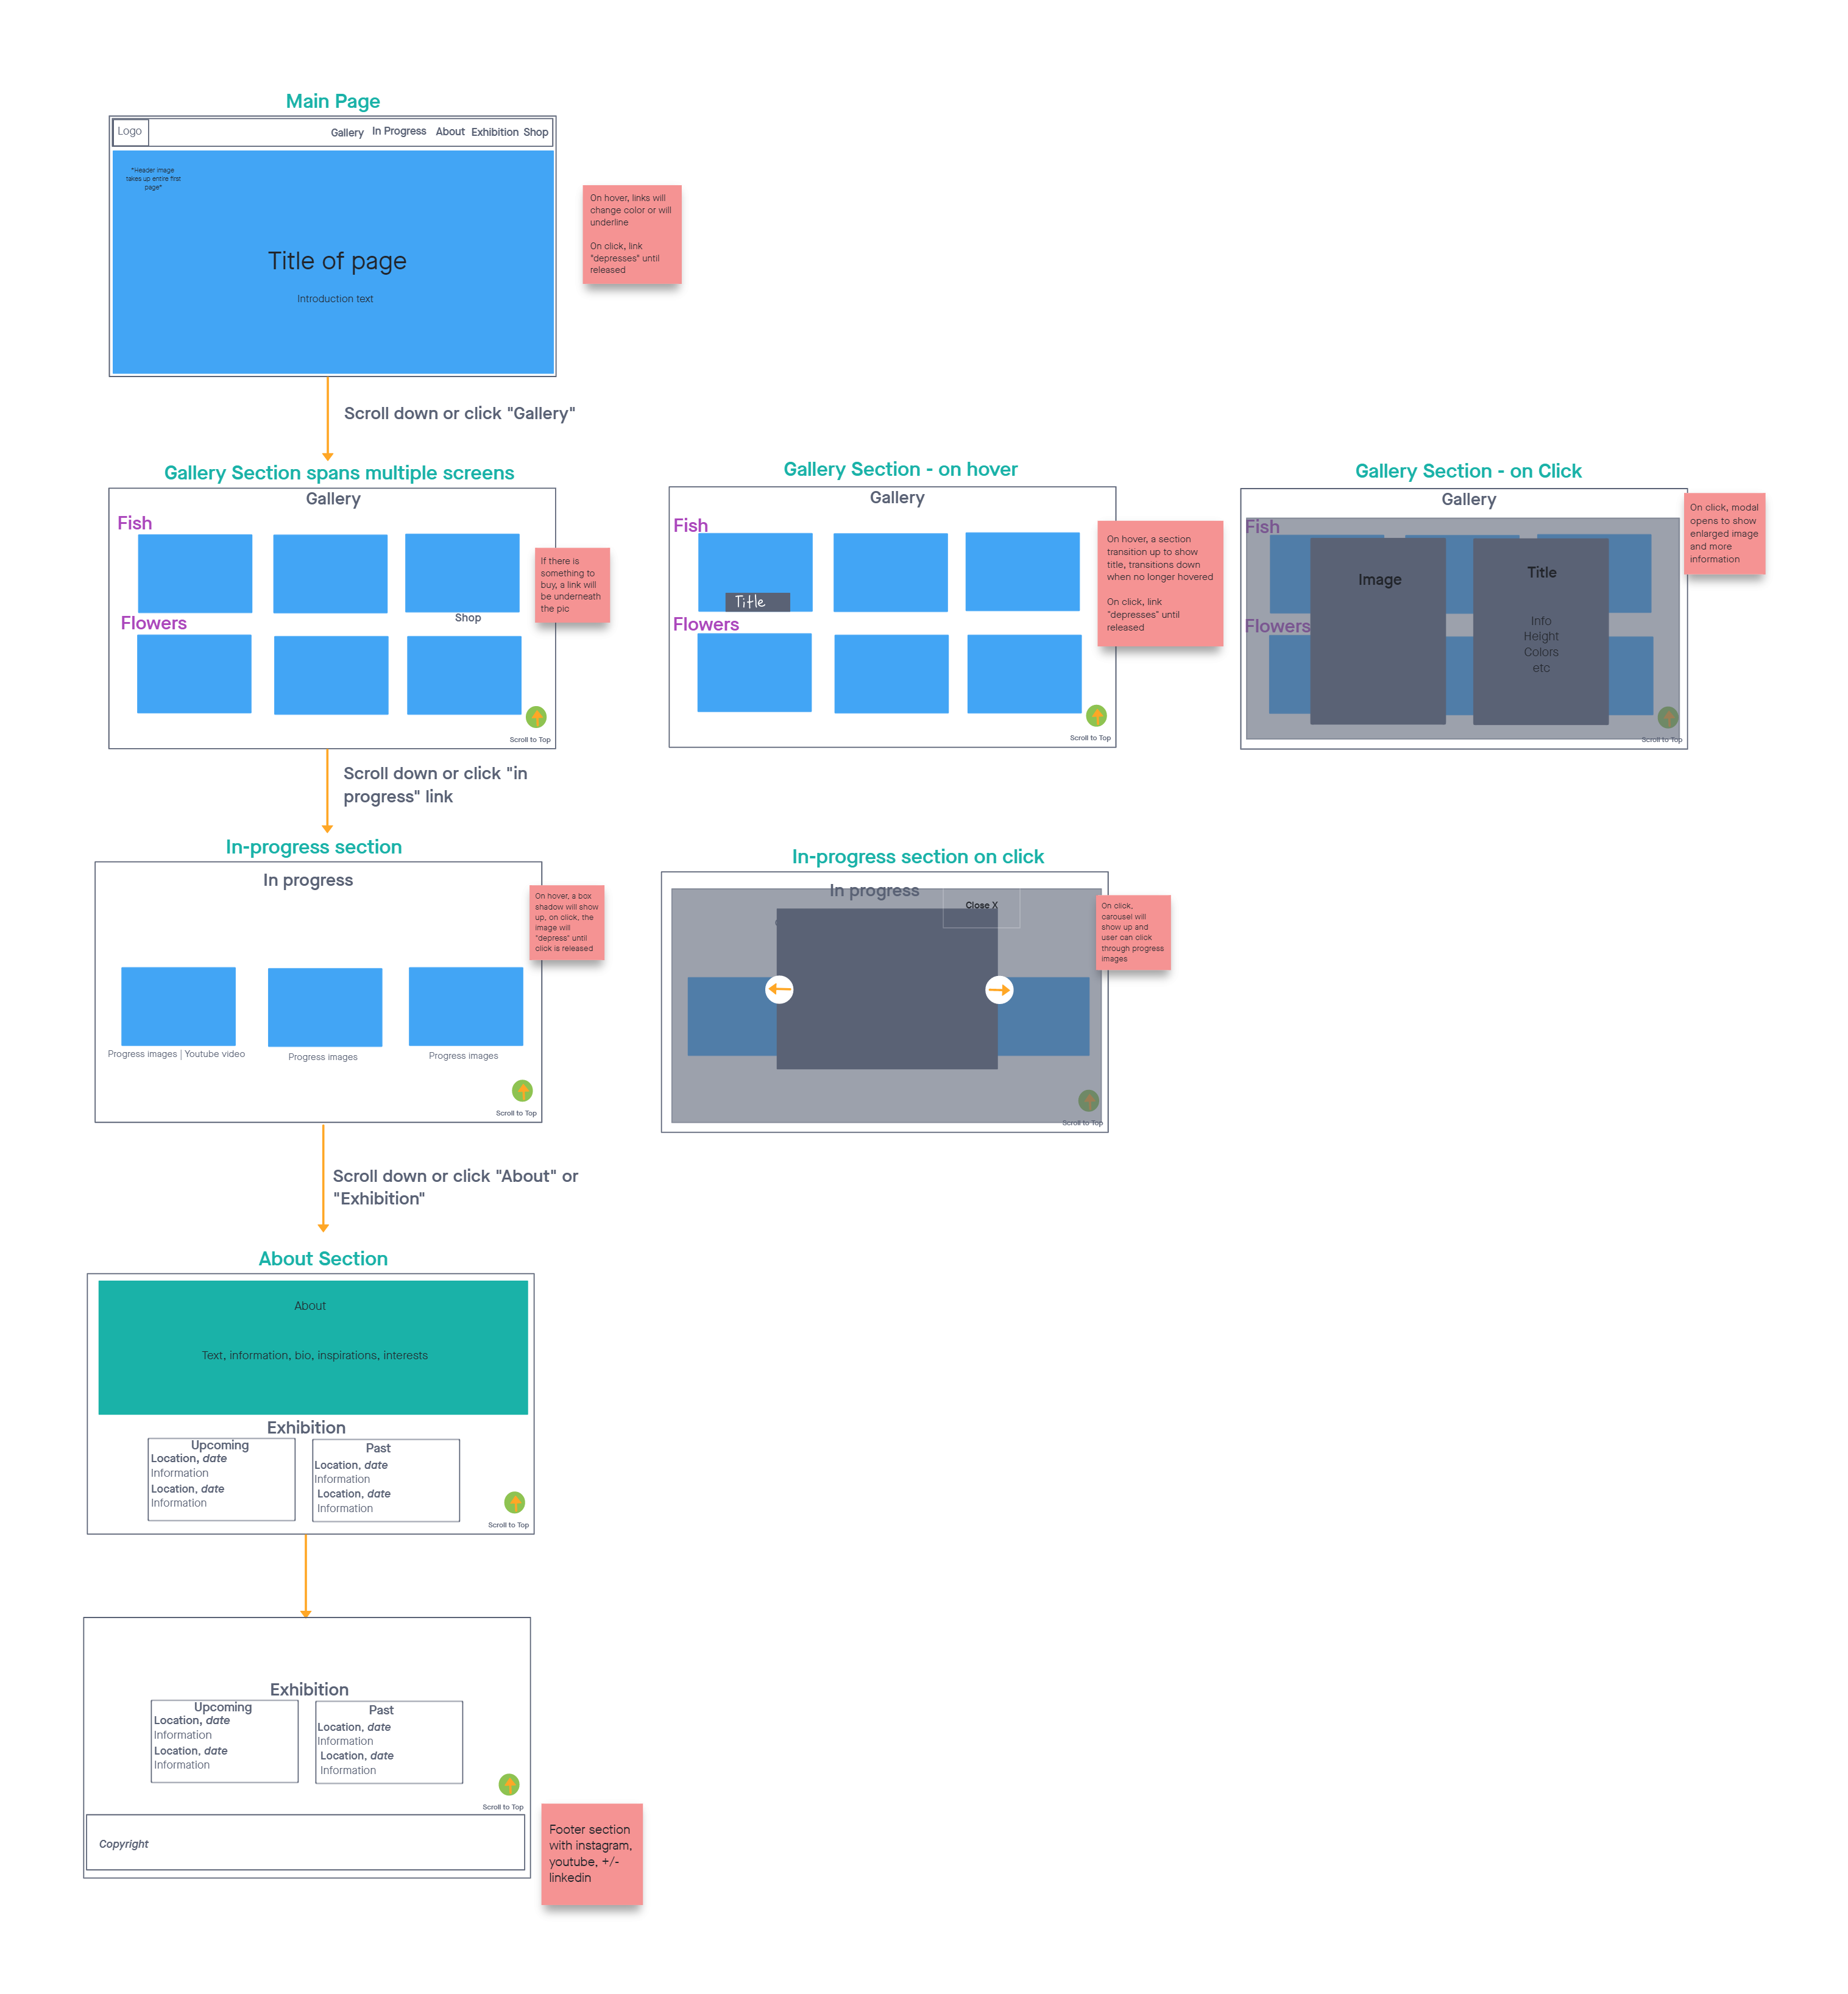 Main Page
Logo
Gallery
In Progress
About
Exhibition
Shop
*Header image
takes up entire first
page*
Title of page
Introduction text
On hover, links will
change color or will
underline
On click, link
"depresses" until
released
Scroll down or click "Gallery"
Gallery Section spans multiple screens
Gallery
Fish
Shop
Flowers
Scroll to Top
If there is
something to
buy, a link will
be underneath
the pic
Gallery Section - on hover
Gallery
Fish
Title
Flowers
Scroll to Top
On hover, a section
transition up to show
title, transitions down
when no longer hovered
On click, link
"depresses" until
released
Gallery Section - on Click
Gallery
Fish
Flowers
Image
Title
Info
Height
Colors
etc
Scroll to Top
On click, modal
opens to show
enlarged image
and more
information
Scroll down or click "in
progress" link
In-progress section
In progress
Progress images | Youtube video
Progress images
Progress images
Scroll to Top
On hover, a box
shadow will show
up, on click, the
image will
"depress" until
click is released
In-progress section on click
In progress
Close X
Scroll to Top
On click,
carousel will
show up and
user can click
through progress
images
Scroll down or click "About" or
"Exhibition"
About Section
About
Text, information, bio, inspirations, interests
Exhibition
Upcoming
Location, date
Information
Location, date
Information
Past
Location, date
Information
Location, date
Information
Scroll to Top
Exhibition
Upcoming
Location, date
Information
Location, date
Information
Past
Location, date
Information
Location, date
Information
Scroll to Top
Copyright
Footer section
with instagram,
youtube, +/-
linkedin